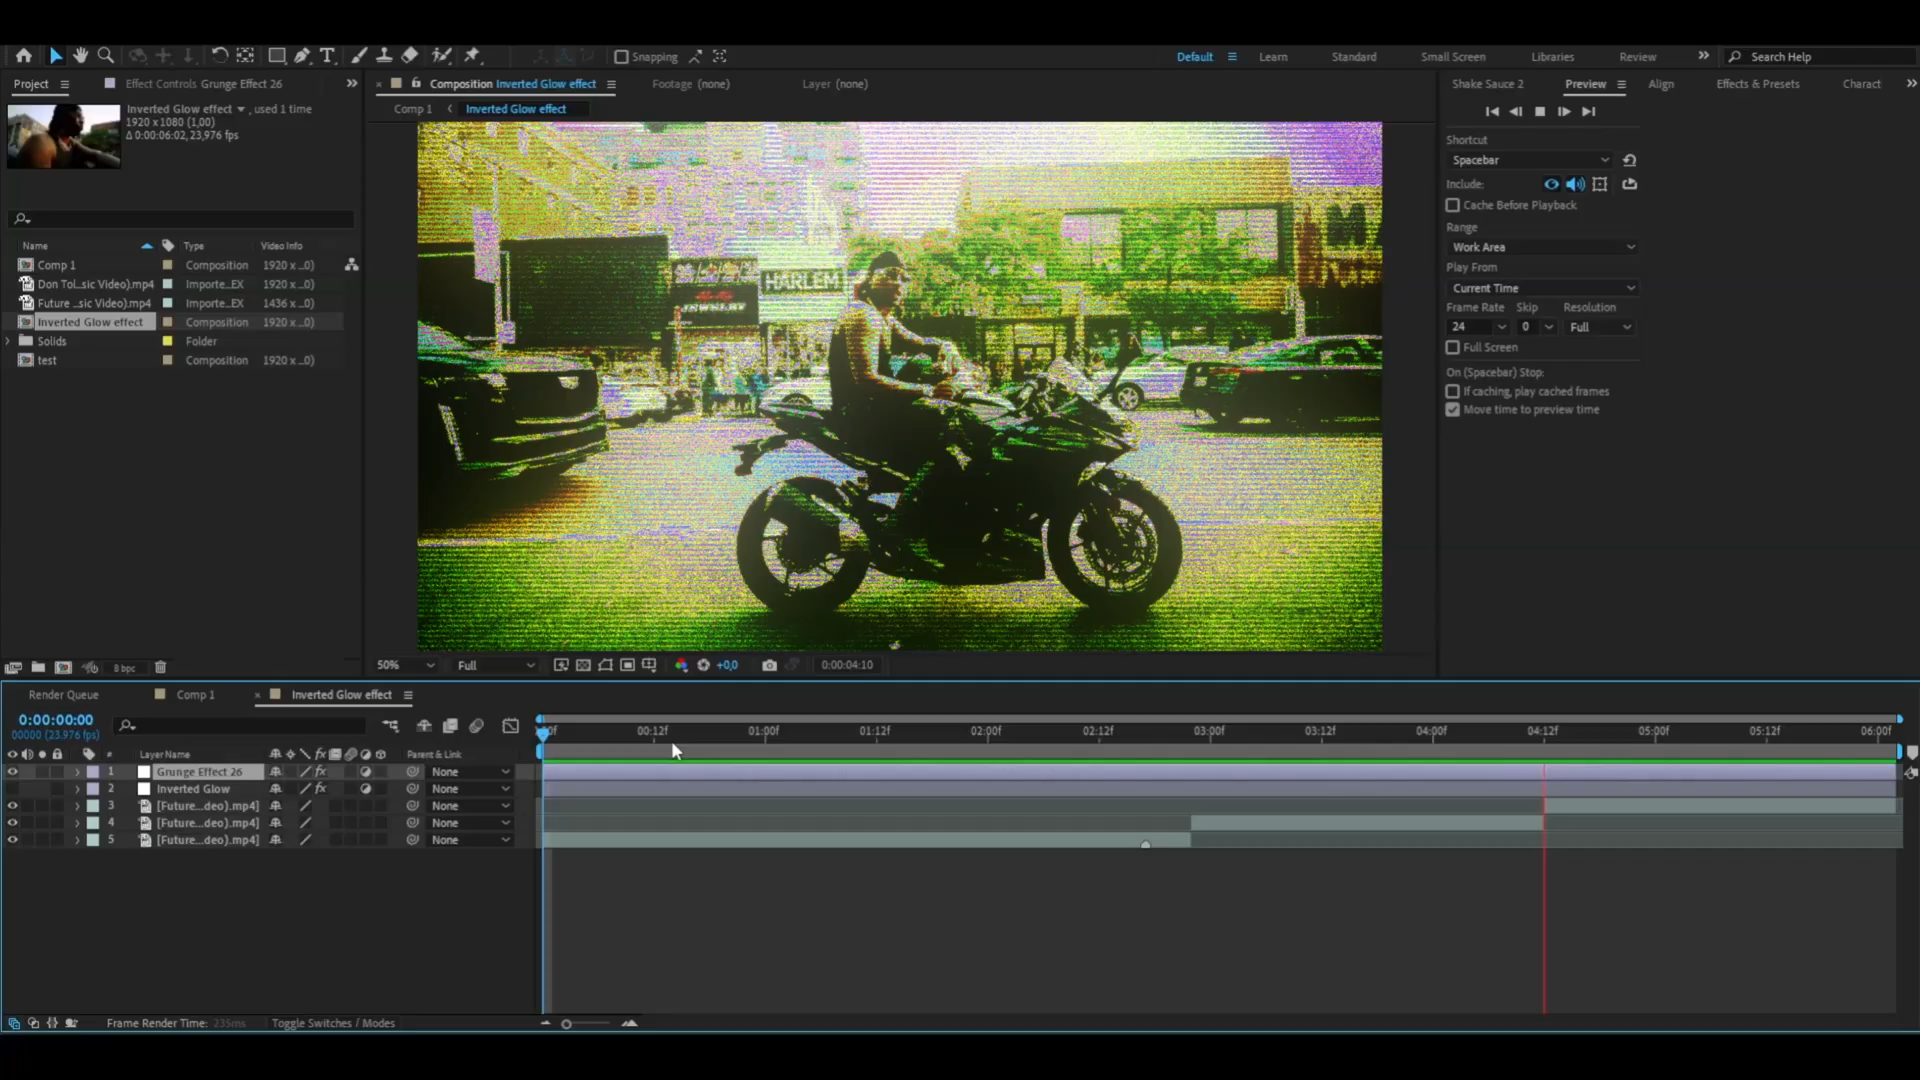 Snapping
Default
Learn
Standard
Small Screen
Libraries
Review
Search Help
Project
Effect Controls Grunge Effect 26
Composition Inverted Glow effect
Footage (none)
Layer (none)
Shake Sauce 2
Preview
Align
Effects & Presets
Charact
Inverted Glow effect , used 1 time
1920 x 1080 (1,00)
Δ 0:00:06:02, 23,976 fps
Comp 1
Inverted Glow effect
Shortcut
Spacebar
Include:
Cache Before Playback
Range
Work Area
Play From
Current Time
Frame Rate Skip Resolution
24 0 Full
Full Screen
On (Spacebar) Stop:
If caching, play cached frames
Move time to preview time
Name Type Video Info
Comp 1 Composition 1920 x ...0)
Don Tol...sic Video).mp4 Importe...EX 1920 x ...0)
Future ...sic Video).mp4 Importe...EX 1436 x ...0)
Inverted Glow effect Composition 1920 x ...0)
Solids Folder
test Composition 1920 x ...0)
HARLEM
JEWELRY
8 bpc
50% Full +0,0 0:00:04:10
Render Queue
Comp 1
Inverted Glow effect
0:00:00:00
00000 (23.976 fps)
00f 00:12f 01:00f 01:12f 02:00f 02:12f 03:00f 03:12f 04:00f 04:12f 05:00f 05:12f 06:00f
# Layer Name fx Parent & Link
1 Grunge Effect 26 fx None
2 Inverted Glow fx None
3 [Future...deo).mp4] None
4 [Future...deo).mp4] None
5 [Future...deo).mp4] None
Frame Render Time: 235ms
Toggle Switches / Modes